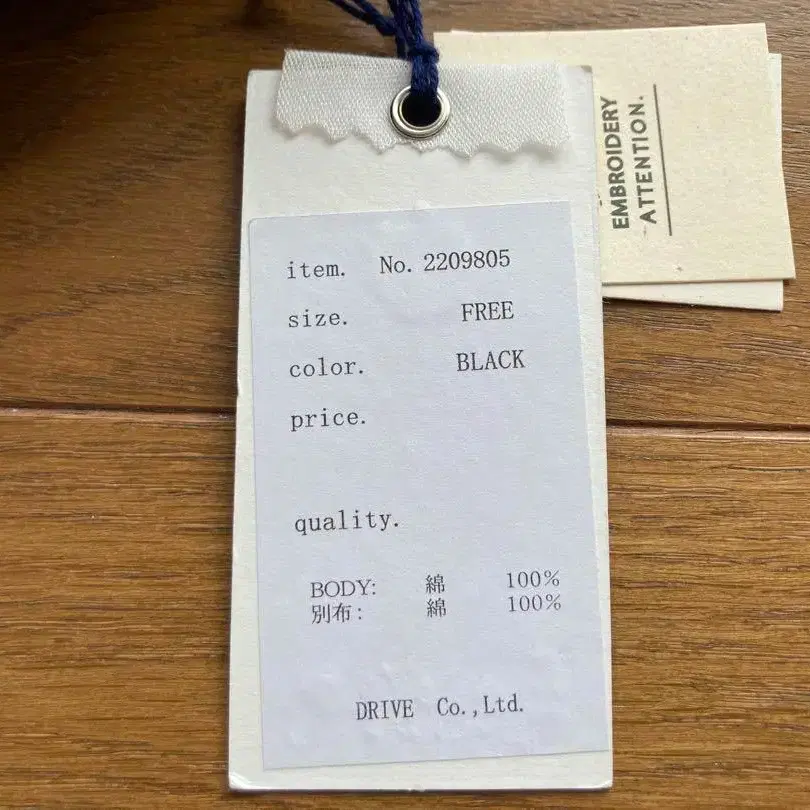 item. No. 2209805
size. FREE
color. BLACK
price.
quality.
BODY: 綿 100%
別布: 綿 100%
DRIVE Co.,Ltd.
EMBROIDERY
ATTENTION.